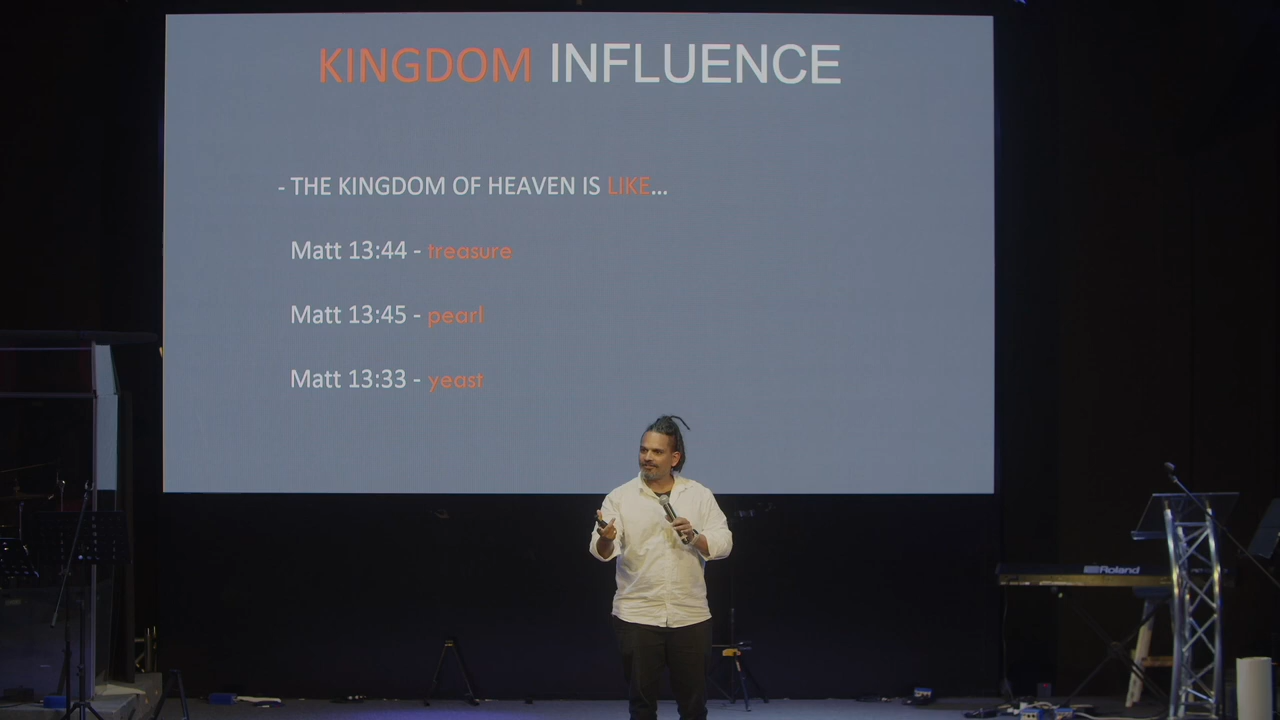 KINGDOM INFLUENCE
- THE KINGDOM OF HEAVEN IS LIKE...
Matt 13:44 - treasure
Matt 13:45 - pearl
Matt 13:33 - yeast
Roland